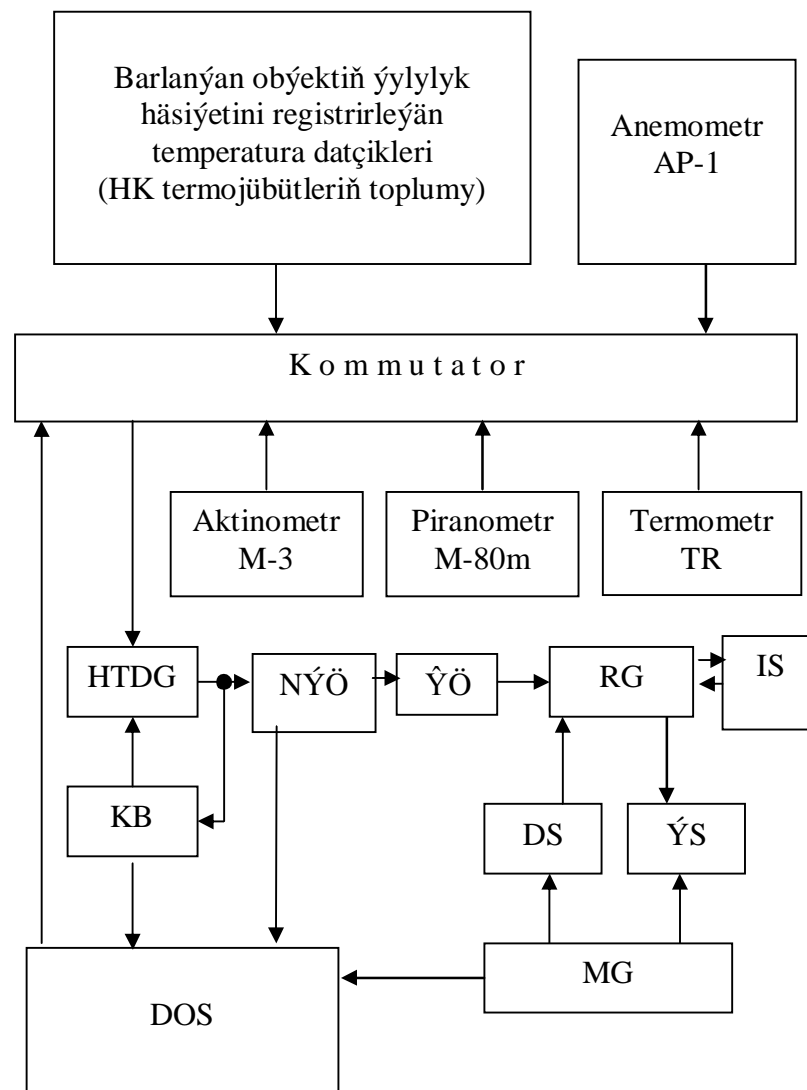 Barlanýan obýektiň ýylylyk
häsiýetini registrirleýän
temperatura datçikleri
(HK termojübütleriň toplumy)
Anemometr
AP-1
K o m m u t a t o r
Aktinometr
M-3
Piranometr
M-80m
Termometr
TR
HTDG
NÝÖ
ŶÖ
RG
IS
KB
DS
ÝS
MG
DOS